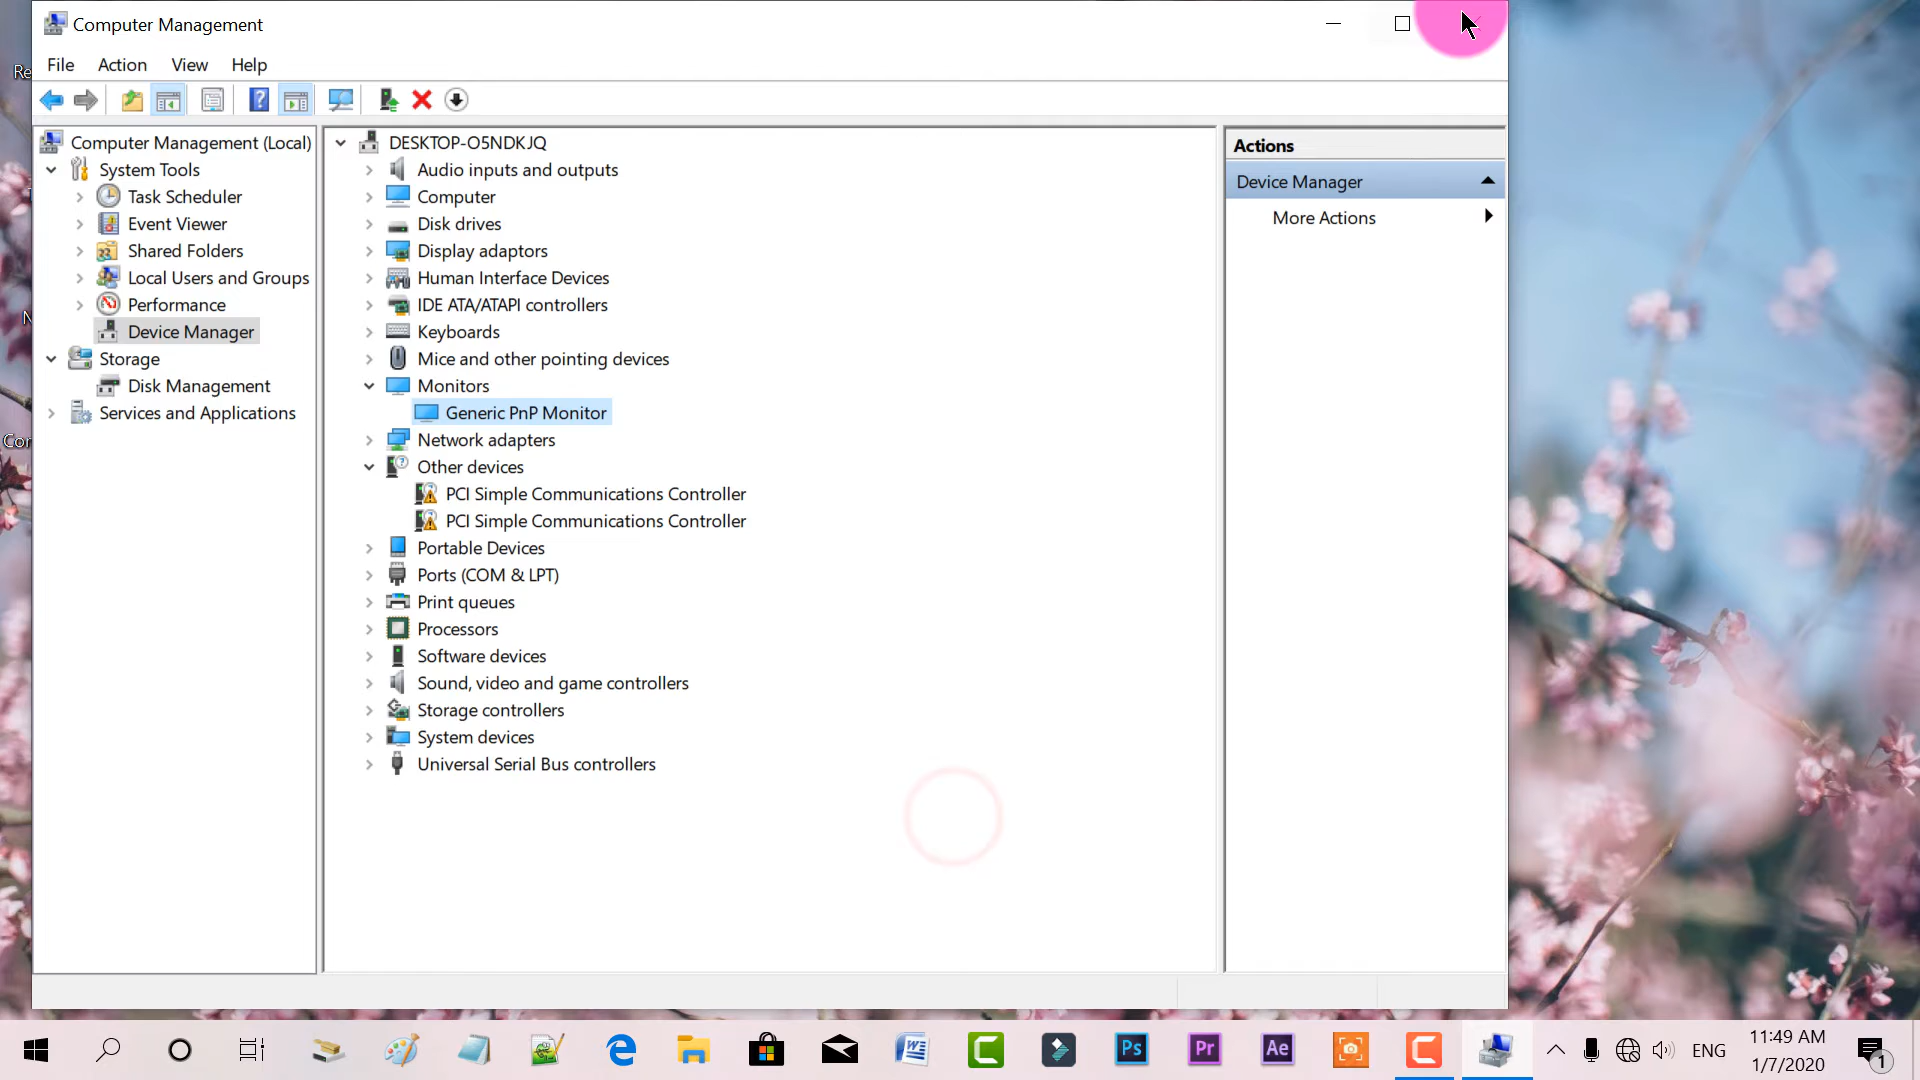 Computer Management
File Action View Help
Computer Management (Local)
System Tools
Task Scheduler
Event Viewer
Shared Folders
Local Users and Groups
Performance
Device Manager
Storage
Disk Management
Services and Applications
DESKTOP-O5NDKJQ
Audio inputs and outputs
Computer
Disk drives
Display adaptors
Human Interface Devices
IDE ATA/ATAPI controllers
Keyboards
Mice and other pointing devices
Monitors
Generic PnP Monitor
Network adapters
Other devices
PCI Simple Communications Controller
PCI Simple Communications Controller
Portable Devices
Ports (COM & LPT)
Print queues
Processors
Software devices
Sound, video and game controllers
Storage controllers
System devices
Universal Serial Bus controllers
Actions
Device Manager
More Actions
Re
Cor
Ps
Pr
Ae
ENG
11:49 AM
1/7/2020
1